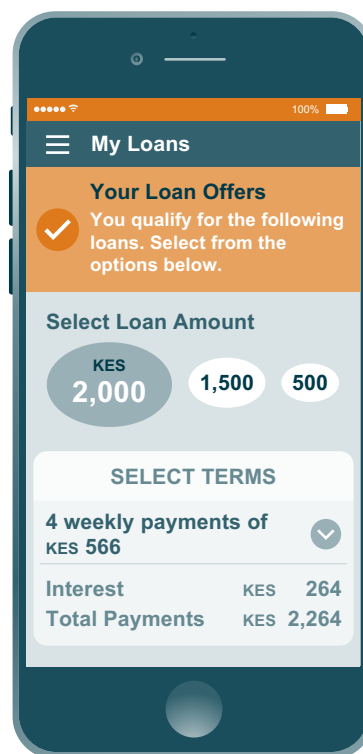 100%
My Loans
Your Loan Offers
You qualify for the following
loans. Select from the
options below.
Select Loan Amount
KES
2,000
1,500
500
SELECT TERMS
4 weekly payments of
KES 566
Interest KES 264
Total Payments KES 2,264